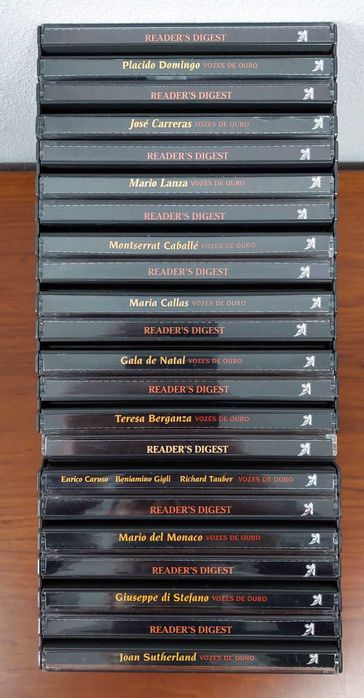 READER'S DIGEST
Placido Domingo VOZES DE OURO
READER'S DIGEST
José Carreras VOZES DE OURO
READER'S DIGEST
Mario Lanza VOZES DE OURO
READER'S DIGEST
Montserrat Caballé VOZES DE OURO
READER'S DIGEST
Maria Callas VOZES DE OURO
READER'S DIGEST
Gala de Natal VOZES DE OURO
READER'S DIGEST
Teresa Berganza VOZES DE OURO
READER'S DIGEST
Enrico Caruso Beniamino Gigli Richard Tauber VOZES DE OURO
READER'S DIGEST
Mario del Monaco VOZES DE OURO
READER'S DIGEST
Giuseppe di Stefano VOZES DE OURO
READER'S DIGEST
Joan Sutherland VOZES DE OURO